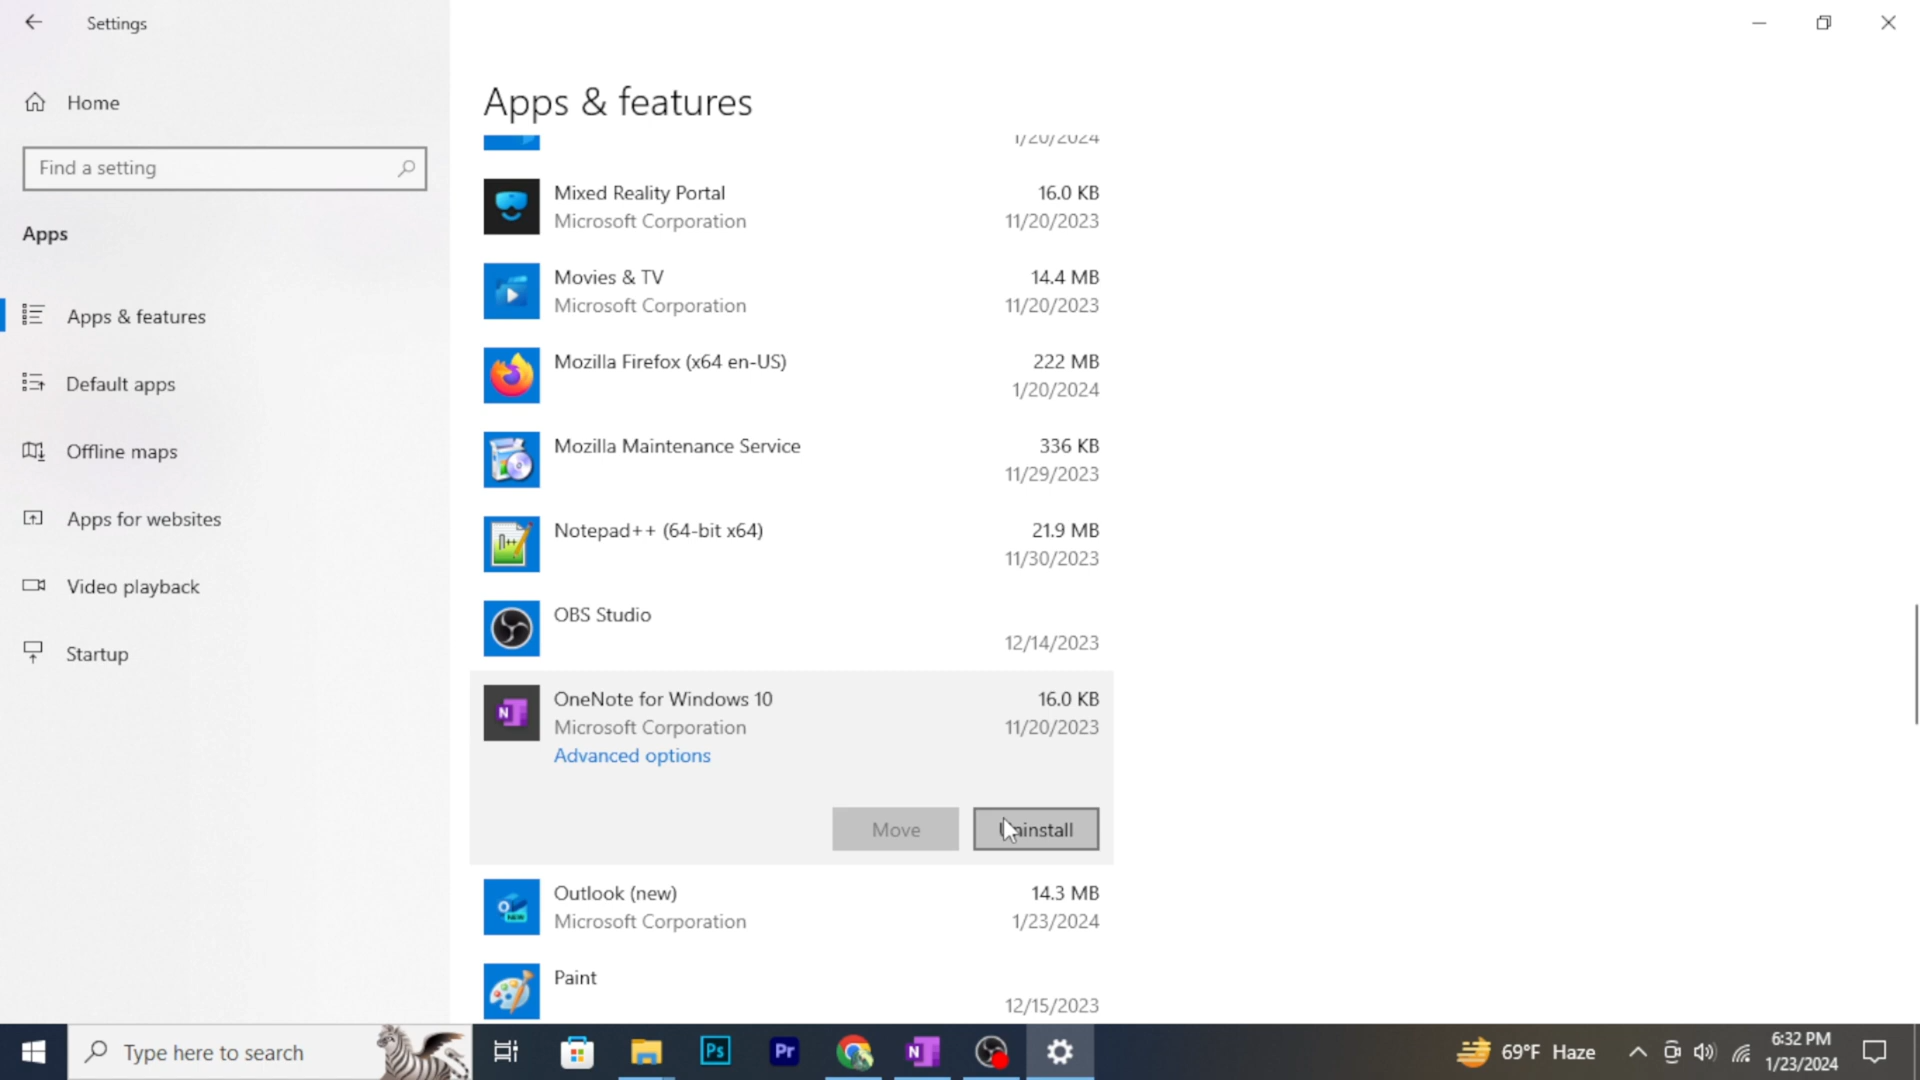 Settings
Home
Find a setting
Apps
Apps & features
Default apps
Offline maps
Apps for websites
Video playback
Startup
Apps & features
1/20/2024
Mixed Reality Portal 16.0 KB
Microsoft Corporation 11/20/2023
Movies & TV 14.4 MB
Microsoft Corporation 11/20/2023
Mozilla Firefox (x64 en-US) 222 MB
1/20/2024
Mozilla Maintenance Service 336 KB
11/29/2023
Notepad++ (64-bit x64) 21.9 MB
11/30/2023
OBS Studio
12/14/2023
OneNote for Windows 10 16.0 KB
Microsoft Corporation 11/20/2023
Advanced options
Move Uninstall
Outlook (new) 14.3 MB
Microsoft Corporation 1/23/2024
Paint
12/15/2023
Type here to search Ps Pr N 69°F Haze 6:32 PM
1/23/2024